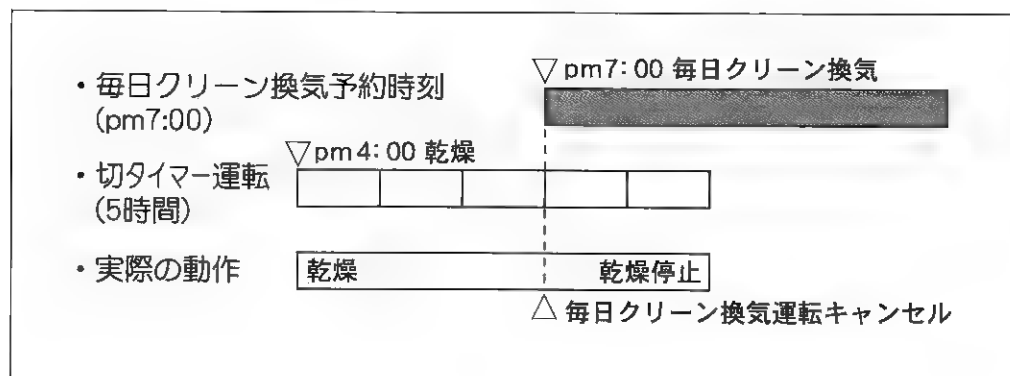 ▽pm7:00 毎日クリーン換気
・毎日クリーン換気予約時刻
(pm7:00)
▽pm4:00 乾燥
・切タイマー運転
(5時間)
・実際の動作
乾燥
乾燥停止
△ 毎日クリーン換気運転キャンセル